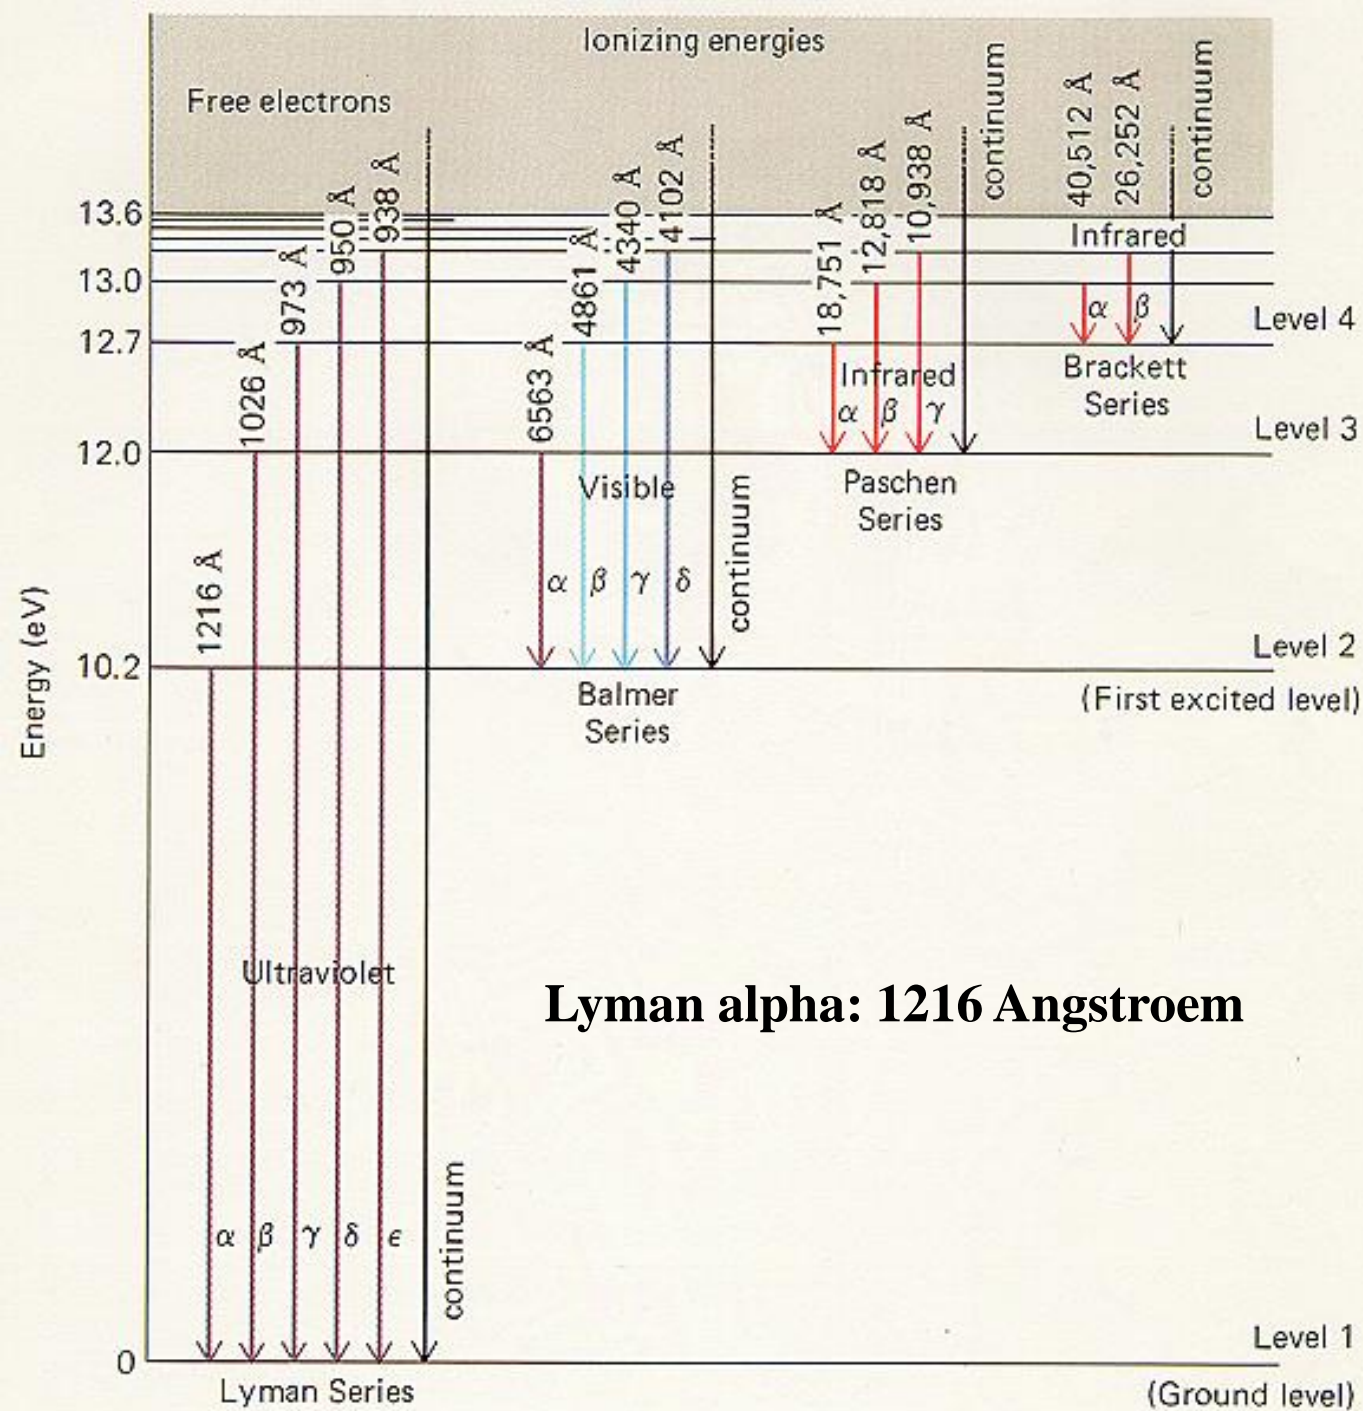 Ionizing energies
Free electrons
continuum
continuum
40,512 Å
26,252 Å
10,938 Å
12,818 Å
18,751 Å
4102 Å
4340 Å
4861 Å
6563 Å
938 Å
950 Å
973 Å
1026 Å
1216 Å
13.6
13.0
12.7
12.0
10.2
0
Energy (eV)
Infrared
α β
Level 4
Brackett
Series
Infrared
α β γ
Level 3
Paschen
Series
Visible
α β γ δ
continuum
Level 2
(First excited level)
Balmer
Series
Ultraviolet
Lyman alpha: 1216 Angstroem
α β γ δ ϵ
continuum
Level 1
(Ground level)
Lyman Series